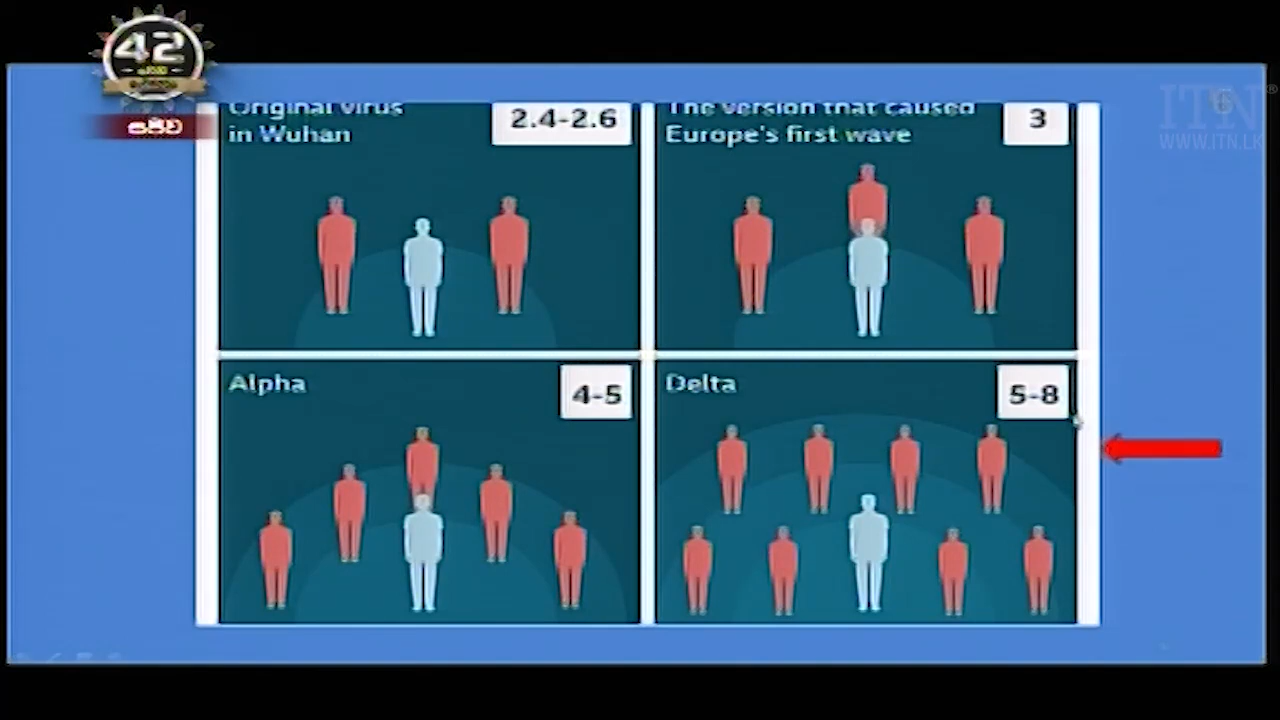 42
සජීව
ITN
WWW.ITN.LK
Original virus
in Wuhan
2.4-2.6
The version that caused
Europe's first wave
3
Alpha
4-5
Delta
5-8